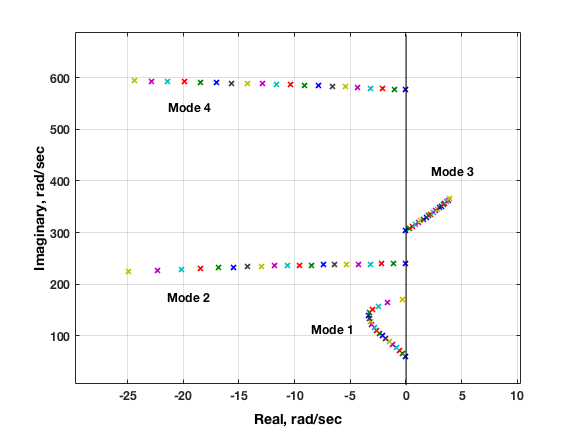 600
500
400
300
200
100
Imaginary, rad/sec
Mode 4
Mode 3
Mode 2
Mode 1
-25 -20 -15 -10 -5 0 5 10
Real, rad/sec